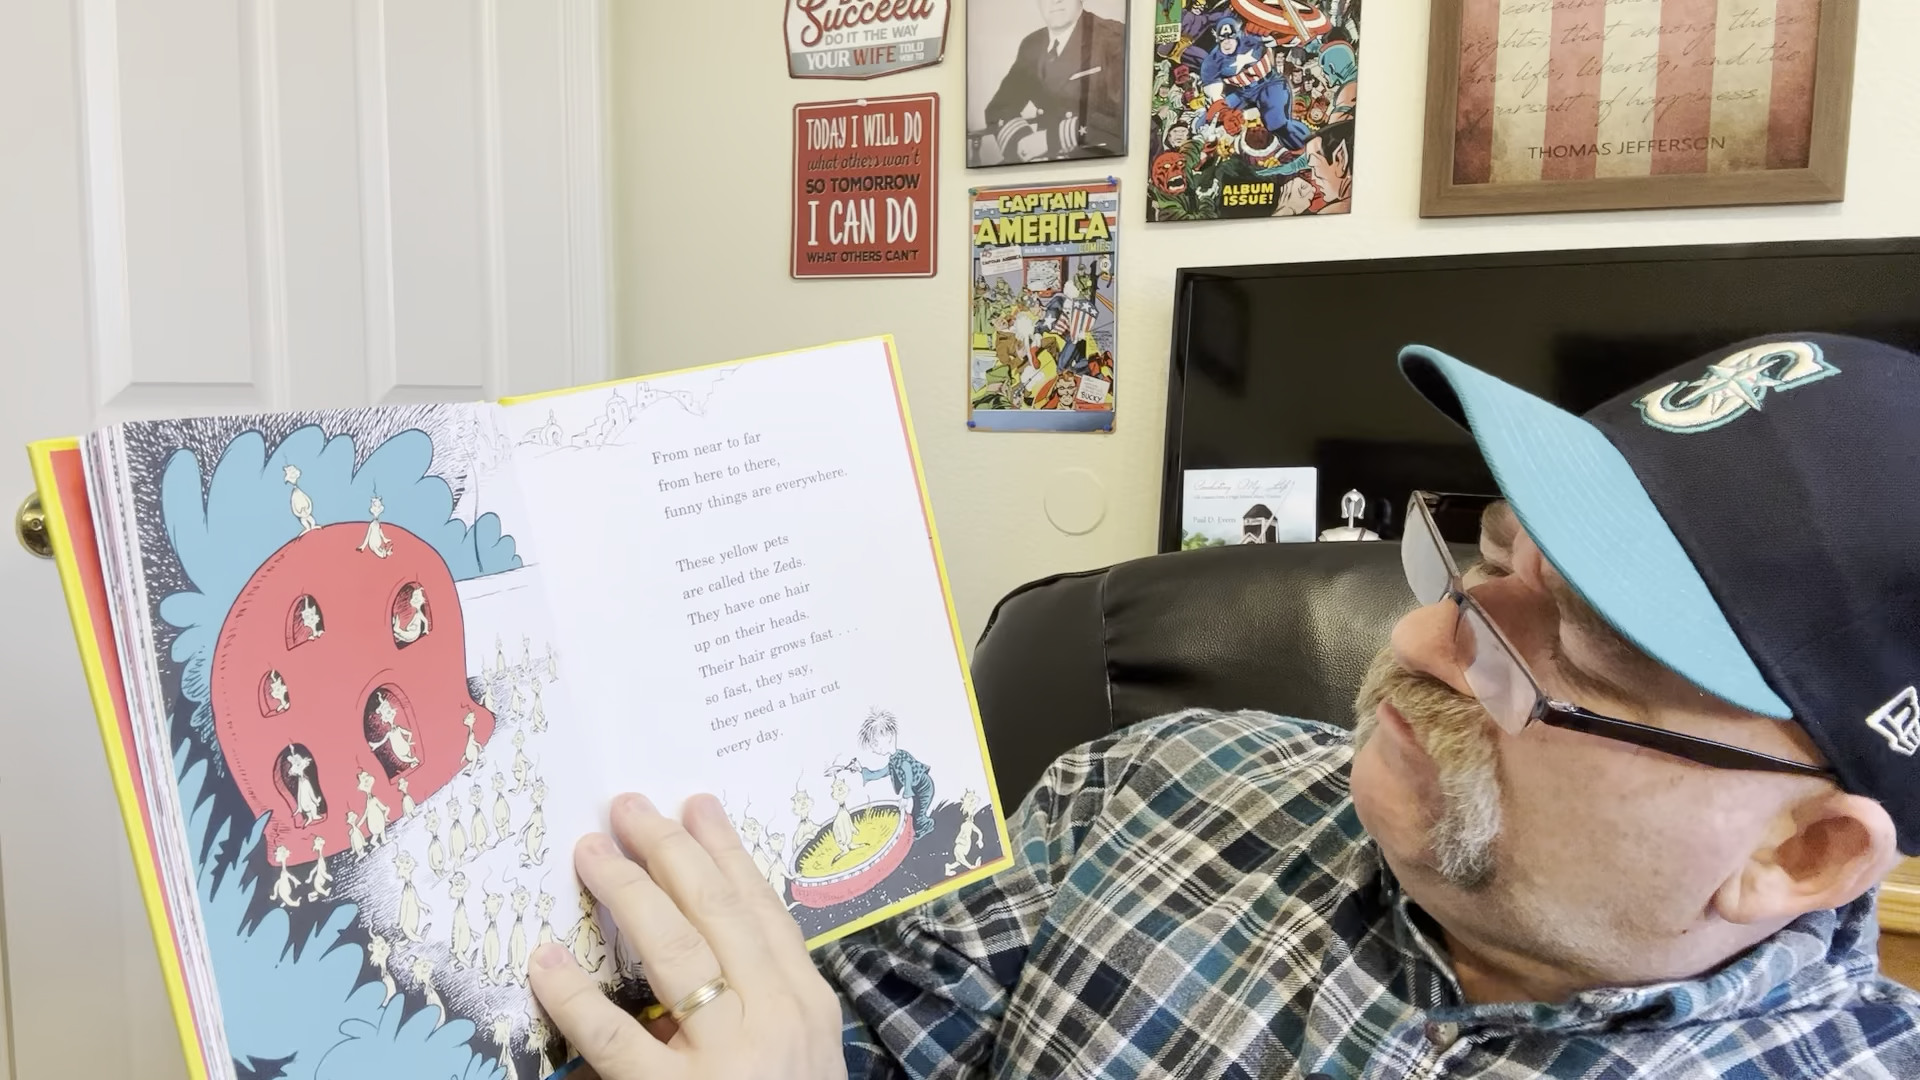 Succeed
DO IT THE WAY
YOUR WIFE TOLD
YOU TO
TODAY I WILL DO
what others won't
SO TOMORROW
I CAN DO
WHAT OTHERS CAN'T
MARVEL
ALBUM
ISSUE!
CAPTAIN
AMERICA
COMICS
BUCKY
rights; that among these
are life, liberty, and the
pursuit of happiness
THOMAS JEFFERSON
Paul D. Evers
S
From near to far
from here to there,
funny things are everywhere.
These yellow pets
are called the Zeds.
They have one hair
up on their heads.
Their hair grows fast . . .
so fast, they say,
they need a hair cut
every day.